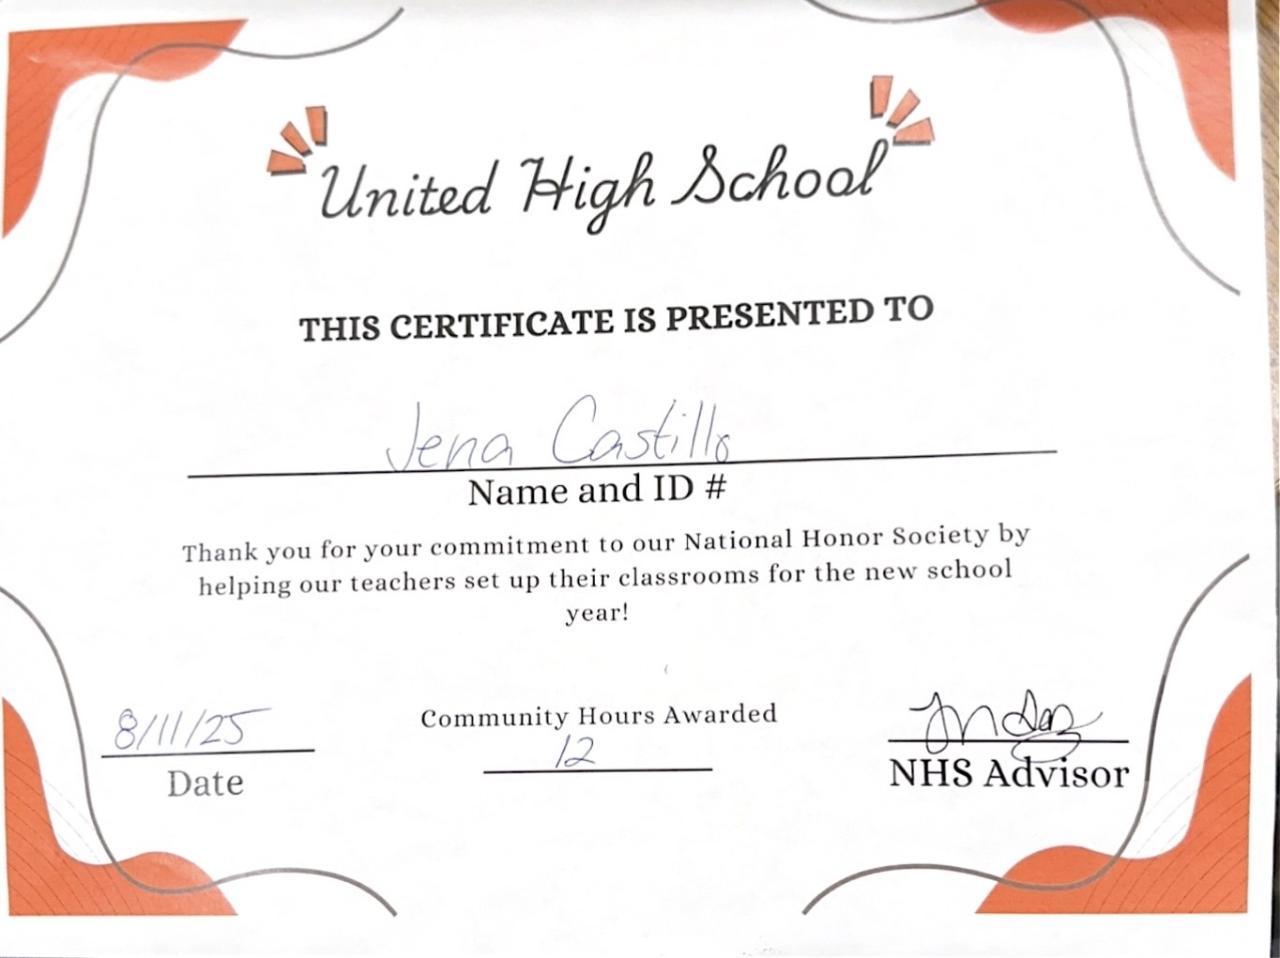 United High School
THIS CERTIFICATE IS PRESENTED TO
Jena Castillo
Name and ID #
Thank you for your commitment to our National Honor Society by
helping our teachers set up their classrooms for the new school
year!
8/11/25
Date
Community Hours Awarded
12
NHS Advisor